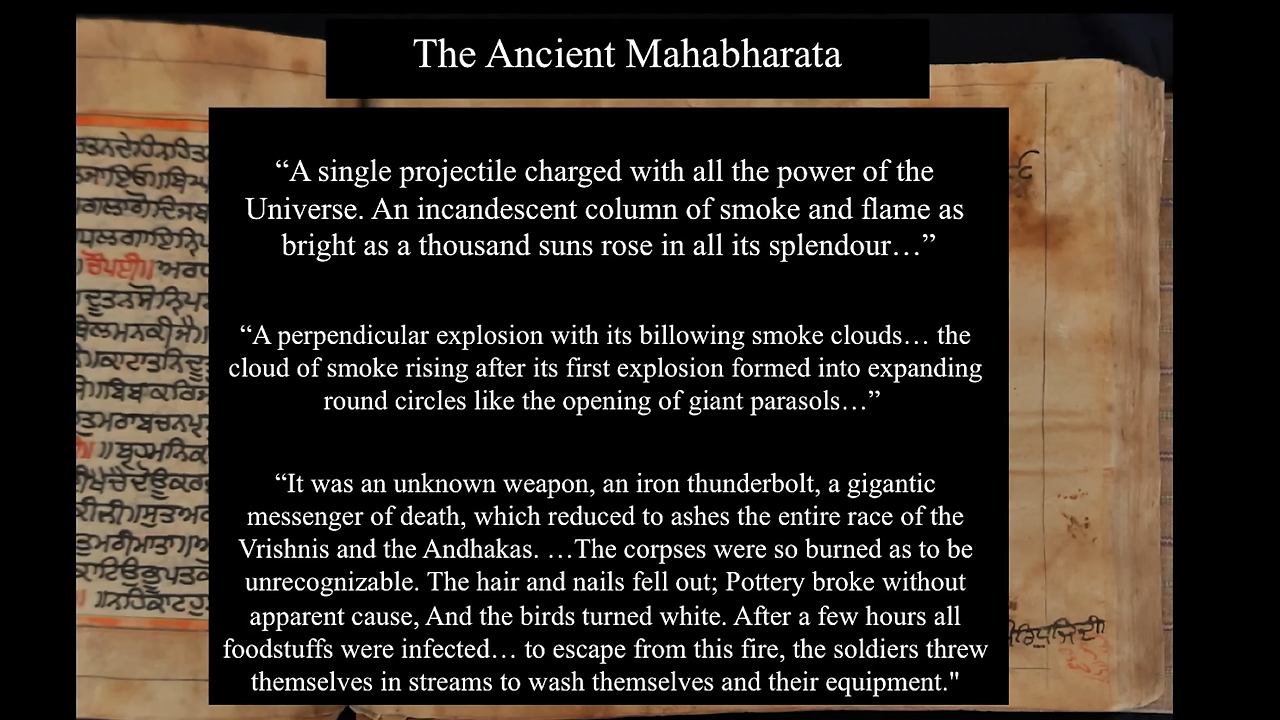 The Ancient Mahabharata
“A single projectile charged with all the power of the
Universe. An incandescent column of smoke and flame as
bright as a thousand suns rose in all its splendour…”
“A perpendicular explosion with its billowing smoke clouds… the
cloud of smoke rising after its first explosion formed into expanding
round circles like the opening of giant parasols…”
“It was an unknown weapon, an iron thunderbolt, a gigantic
messenger of death, which reduced to ashes the entire race of the
Vrishnis and the Andhakas. …The corpses were so burned as to be
unrecognizable. The hair and nails fell out; Pottery broke without
apparent cause, And the birds turned white. After a few hours all
foodstuffs were infected… to escape from this fire, the soldiers threw
themselves in streams to wash themselves and their equipment."